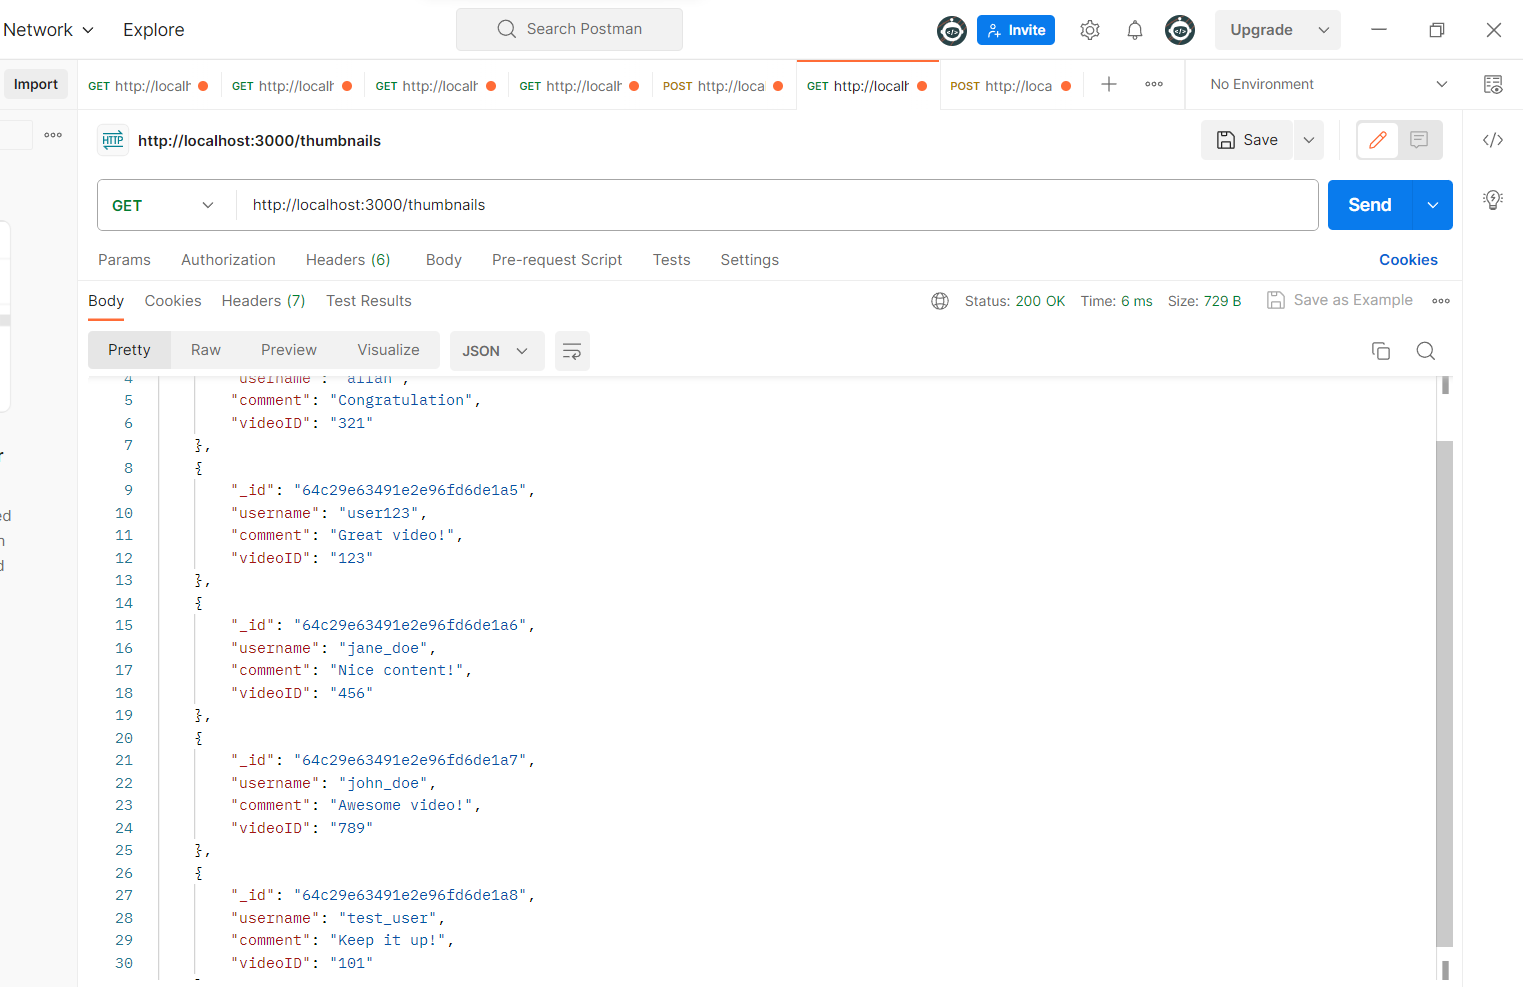 Network Explore Search Postman Invite Upgrade
Import GET http://localh GET http://localh GET http://localh GET http://localh POST http://loca GET http://localh POST http://loca No Environment
HTTP http://localhost:3000/thumbnails Save
GET http://localhost:3000/thumbnails Send
Params Authorization Headers (6) Body Pre-request Script Tests Settings Cookies
Body Cookies Headers (7) Test Results Status: 200 OK Time: 6 ms Size: 729 B Save as Example
Pretty Raw Preview Visualize JSON
4 "username": "allan",
5 "comment": "Congratulation",
6 "videoID": "321"
7 },
8 {
9 "_id": "64c29e63491e2e96fd6de1a5",
10 "username": "user123",
11 "comment": "Great video!",
12 "videoID": "123"
13 },
14 {
15 "_id": "64c29e63491e2e96fd6de1a6",
16 "username": "jane_doe",
17 "comment": "Nice content!",
18 "videoID": "456"
19 },
20 {
21 "_id": "64c29e63491e2e96fd6de1a7",
22 "username": "john_doe",
23 "comment": "Awesome video!",
24 "videoID": "789"
25 },
26 {
27 "_id": "64c29e63491e2e96fd6de1a8",
28 "username": "test_user",
29 "comment": "Keep it up!",
30 "videoID": "101"